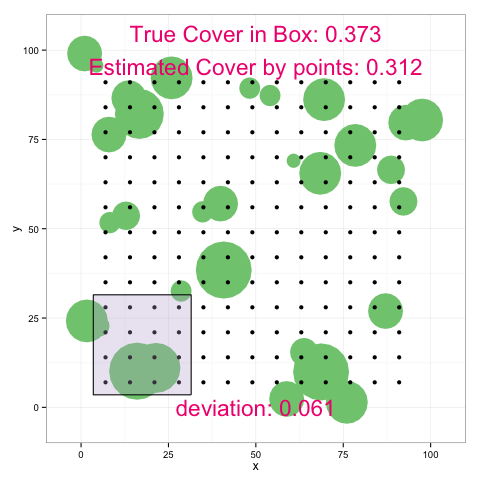 True Cover in Box: 0.373
Estimated Cover by points: 0.312
100
75
y
50
25
deviation: 0.061
0
0 25 50 75 100
x